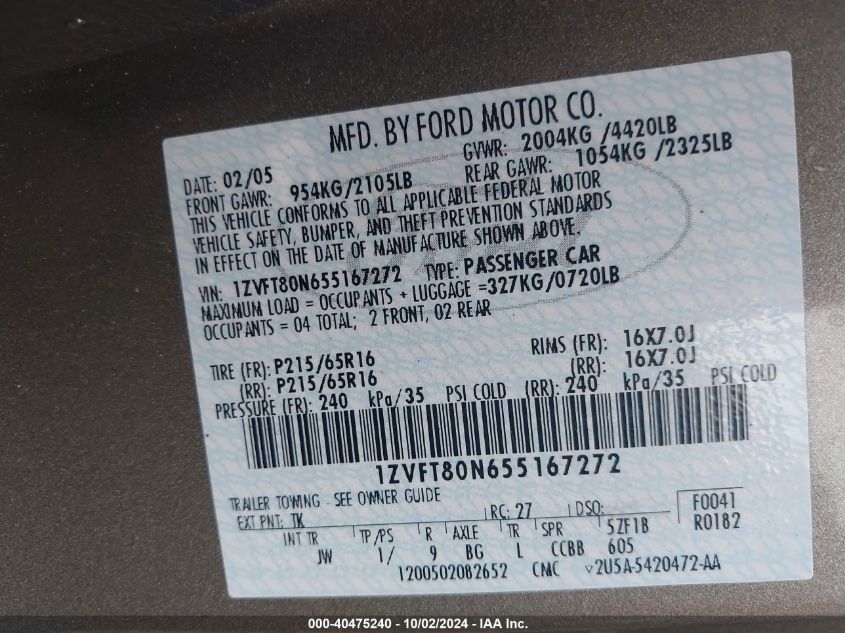 MFD. BY FORD MOTOR CO.
DATE: 02/05 GVWR: 2004KG /4420LB
FRONT GAWR: 954KG/2105LB REAR GAWR: 1054KG /2325LB
THIS VEHICLE CONFORMS TO ALL APPLICABLE FEDERAL MOTOR
VEHICLE SAFETY, BUMPER, AND THEFT PREVENTION STANDARDS
IN EFFECT ON THE DATE OF MANUFACTURE SHOWN ABOVE.
VIN: 1ZVFT80N655167272 TYPE: PASSENGER CAR
MAXIMUM LOAD = OCCUPANTS + LUGGAGE =327KG/0720LB
OCCUPANTS = 04 TOTAL; 2 FRONT, 02 REAR
TIRE (FR): P215/65R16 RIMS (FR): 16X7.0J
(RR): P215/65R16 (RR): 16X7.0J
PRESSURE (FR): 240 kPa/35 PSI COLD (RR): 240 kPa/35 PSI COLD
1ZVFT80N655167272
TRAILER TOWING - SEE OWNER GUIDE
EXT PNT: TK RC: 27 DSO: F0041
INT TR TP/PS R AXLE TR SPR 5ZF1B R0182
JW 1/ 9 BG L CCBB 605
1200502082652 CMC 2U5A-5420472-AA
000-40475240 - 10/02/2024 - IAA Inc.